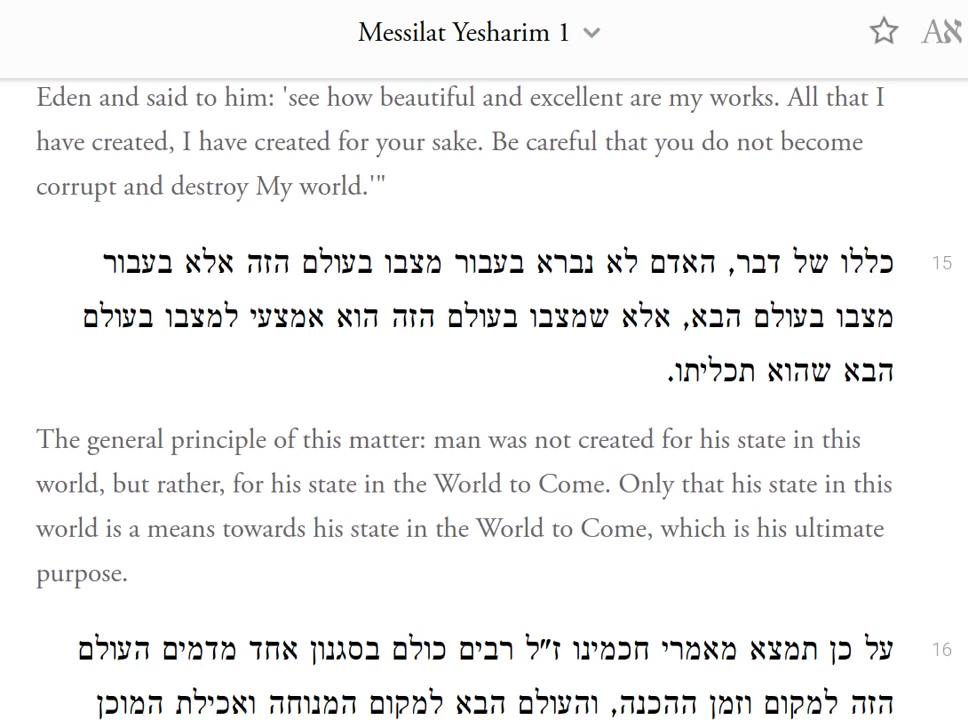 Messilat Yesharim 1
Aא
Eden and said to him: 'see how beautiful and excellent are my works. All that I
have created, I have created for your sake. Be careful that you do not become
corrupt and destroy My world.'"
15
כללו של דבר, האדם לא נברא בעבור מצבו בעולם הזה אלא בעבור
מצבו בעולם הבא, אלא שמצבו בעולם הזה הוא אמצעי למצבו בעולם
הבא שהוא תכליתו.
The general principle of this matter: man was not created for his state in this
world, but rather, for his state in the World to Come. Only that his state in this
world is a means towards his state in the World to Come, which is his ultimate
purpose.
16
על כן תמצא מאמרי חכמינו ז"ל רבים כולם בסגנון אחד מדמים העולם
הזה למקום וזמן ההכנה, והעולם הבא למקום המנוחה ואכילת המוכן